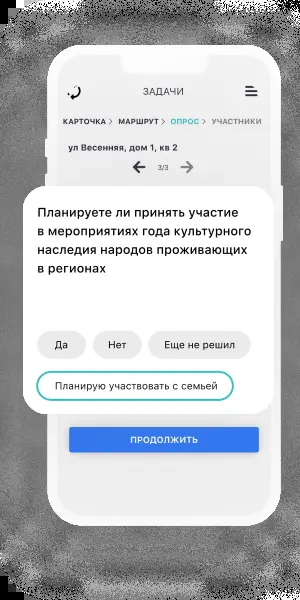 ЗАДАЧИ
КАРТОЧКА > МАРШРУТ > ОПРОС > УЧАСТНИКИ
ул Весенняя, дом 1, кв 2
3/3
Планируете ли принять участие
в мероприятиях года культурного
наследия народов проживающих
в регионах
Да Нет Еще не решил
Планирую участвовать с семьей
ПРОДОЛЖИТЬ